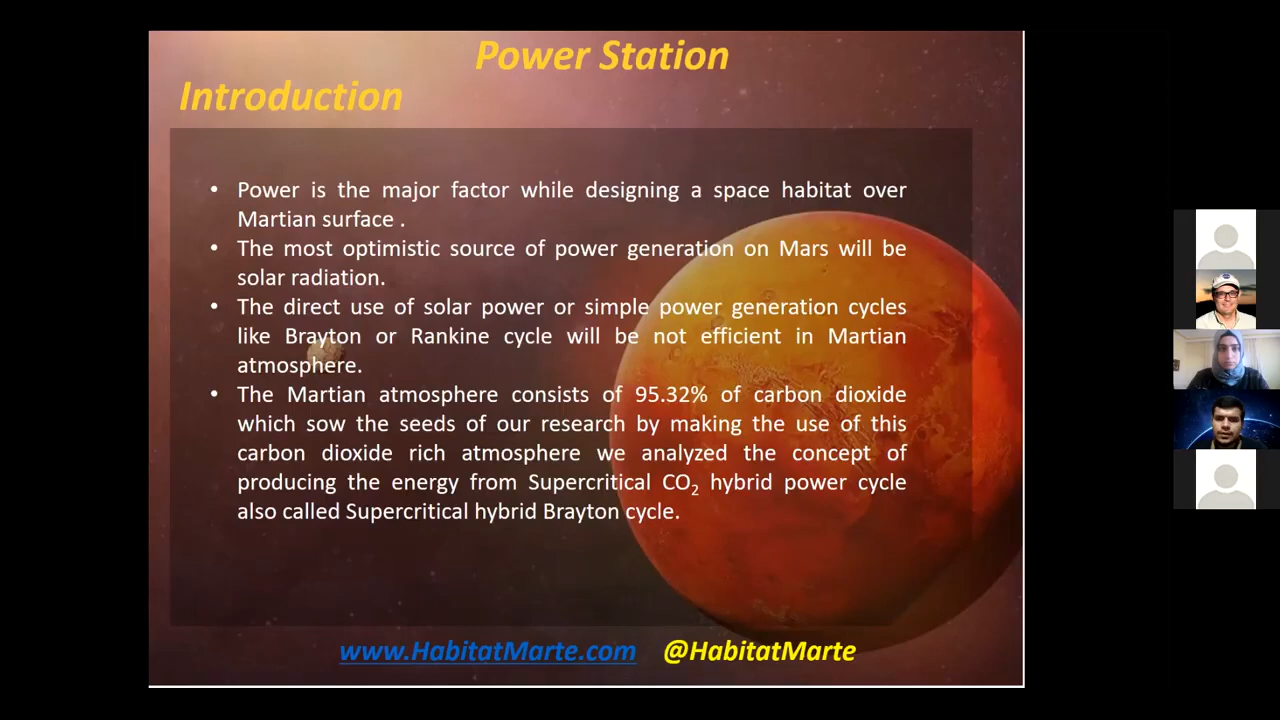 Power Station
Introduction
• Power is the major factor while designing a space habitat over
Martian surface .
• The most optimistic source of power generation on Mars will be
solar radiation.
• The direct use of solar power or simple power generation cycles
like Brayton or Rankine cycle will be not efficient in Martian
atmosphere.
• The Martian atmosphere consists of 95.32% of carbon dioxide
which sow the seeds of our research by making the use of this
carbon dioxide rich atmosphere we analyzed the concept of
producing the energy from Supercritical CO₂ hybrid power cycle
also called Supercritical hybrid Brayton cycle.
www.HabitatMarte.com @HabitatMarte